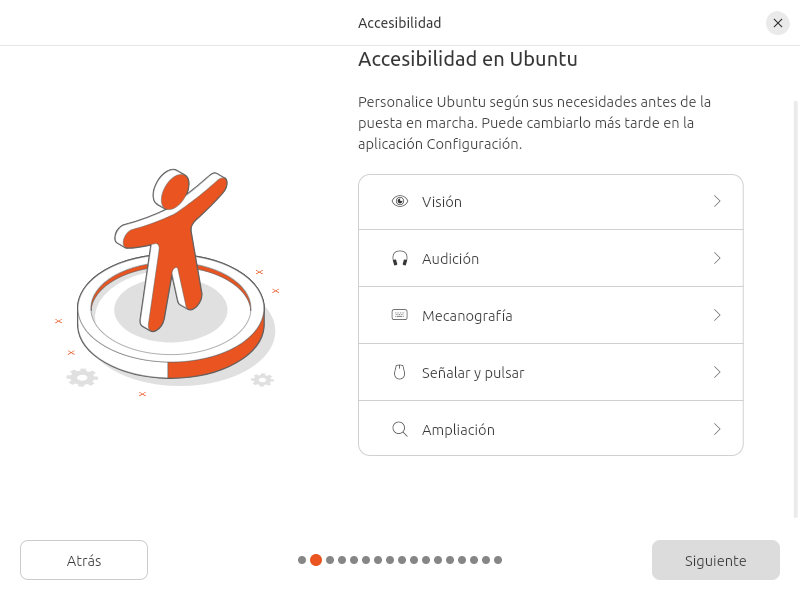 Accesibilidad
Accesibilidad en Ubuntu
Personalice Ubuntu según sus necesidades antes de la
puesta en marcha. Puede cambiarlo más tarde en la
aplicación Configuración.
Visión
Audición
Mecanografía
Señalar y pulsar
Ampliación
Atrás
Siguiente